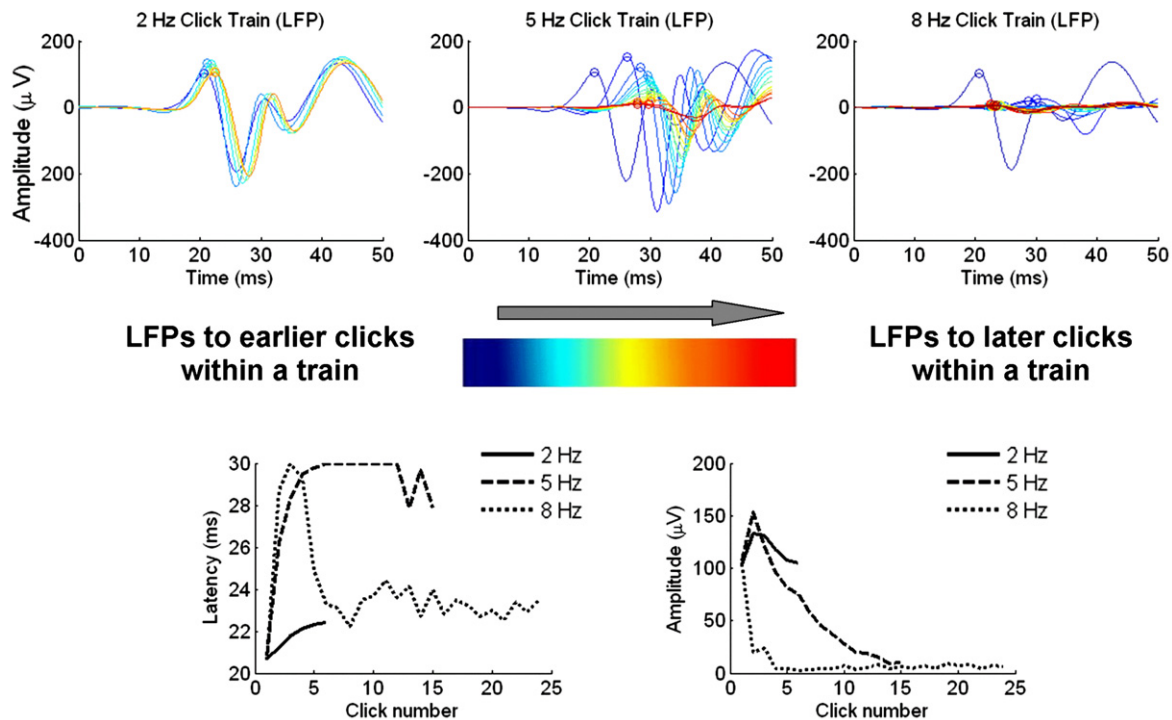 2 Hz Click Train (LFP)
5 Hz Click Train (LFP)
8 Hz Click Train (LFP)
Amplitude (μ V)
200
0
200
-400
0 10 20 30 40 50
Time (ms)
200
0
-200
-400
0 10 20 30 40 50
Time (ms)
200
0
-200
-400
0 10 20 30 40 50
Time (ms)
LFPs to earlier clicks
within a train
LFPs to later clicks
within a train
Latency (ms)
30
28
26
24
22
20
0 5 10 15 20 25
Click number
2 Hz
5 Hz
8 Hz
Amplitude (μV)
200
150
100
50
0
0 5 10 15 20 25
Click number
2 Hz
5 Hz
8 Hz